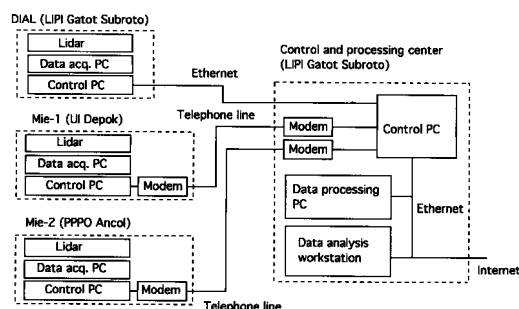 DIAL (LIPI Gatot Subroto)
Lidar
Data acq. PC
Control PC
Ethernet
Mie-1 (UI Depok)
Lidar
Data acq. PC
Control PC
Modem
Telephone line
Mie-2 (PPPO Ancol)
Lidar
Data acq. PC
Control PC
Modem
Telephone line
Control and processing center
(LIPI Gatot Subroto)
Modem
Modem
Control PC
Data processing
PC
Ethernet
Data analysis
workstation
Internet